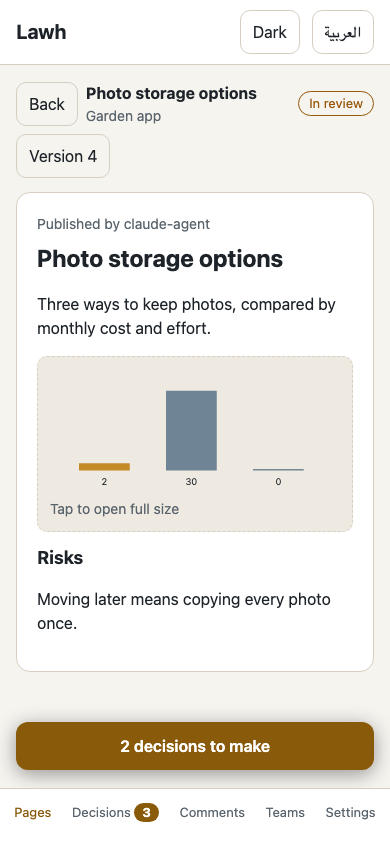 Lawh
Dark
العربية
Back
Photo storage options
Garden app
In review
Version 4
Published by claude-agent
Photo storage options
Three ways to keep photos, compared by
monthly cost and effort.
2
30
0
Tap to open full size
Risks
Moving later means copying every photo
once.
2 decisions to make
Pages
Decisions 3
Comments
Teams
Settings